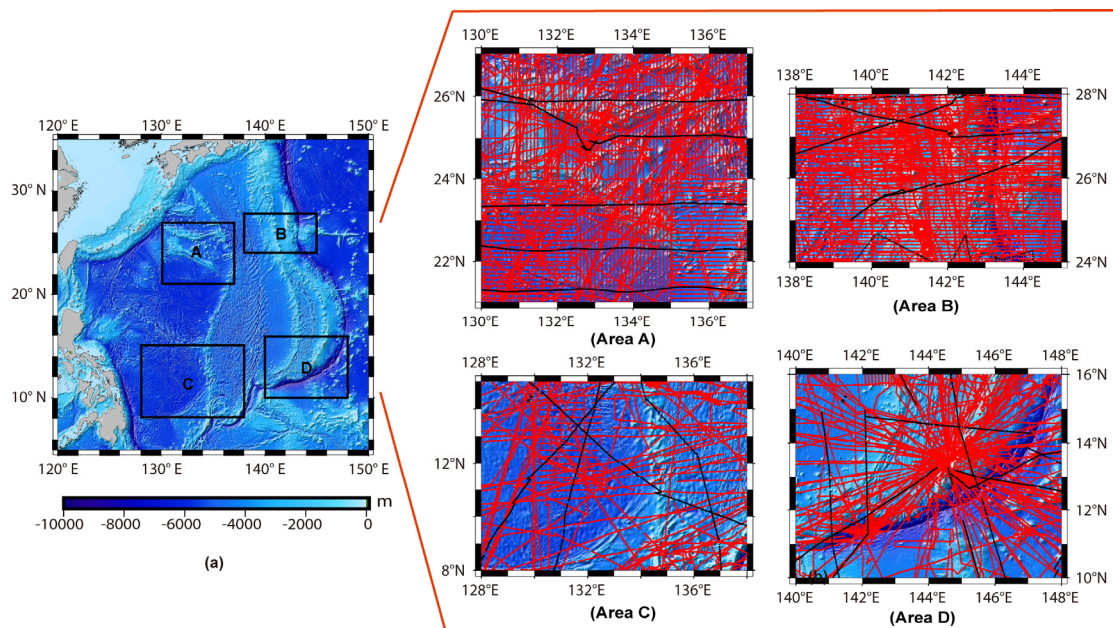 120°E 130°E 140°E 150°E
30° N
20° N
10° N
A
B
C
D
120°E 130°E 140°E 150°E
m
-10000 -8000 -6000 -4000 -2000 0
(a)
130°E 132°E 134°E 136°E
26°N
24°N
22°N
130°E 132°E 134°E 136°E
(Area A)
138°E 140°E 142°E 144°E
28°N
26°N
24°N
138°E 140°E 142°E 144°E
(Area B)
128°E 132°E 136°E
12°N
8°N
128°E 132°E 136°E
(Area C)
140°E 142°E 144°E 146°E 148°E
16°N
14°N
12°N
10°N
(b)
140°E 142°E 144°E 146°E 148°E
(Area D)